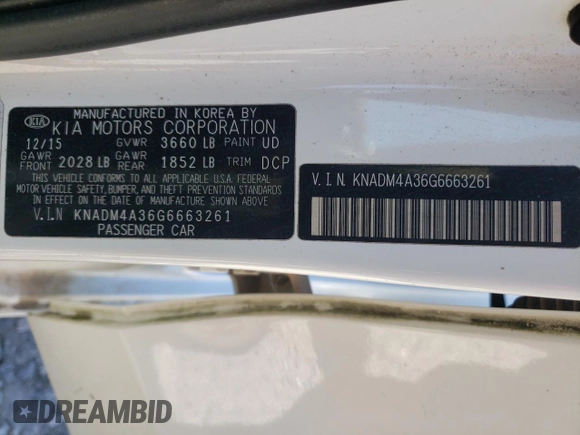 MANUFACTURED IN KOREA BY
KIA KIA MOTORS CORPORATION
12/15 GVWR 3660 LB PAINT UD
GAWR FRONT 2028 LB GAWR REAR 1852 LB TRIM DCP
THIS VEHICLE CONFORMS TO ALL APPLICABLE U.S.A. FEDERAL
MOTOR VEHICLE SAFETY, BUMPER, AND THEFT PREVENTION STANDARDS
IN EFFECT ON THE DATE OF MANUFACTURE SHOWN ABOVE
V.I.N KNADM4A36G6663261
PASSENGER CAR
V.I.N. KNADM4A36G6663261
DREAMBID